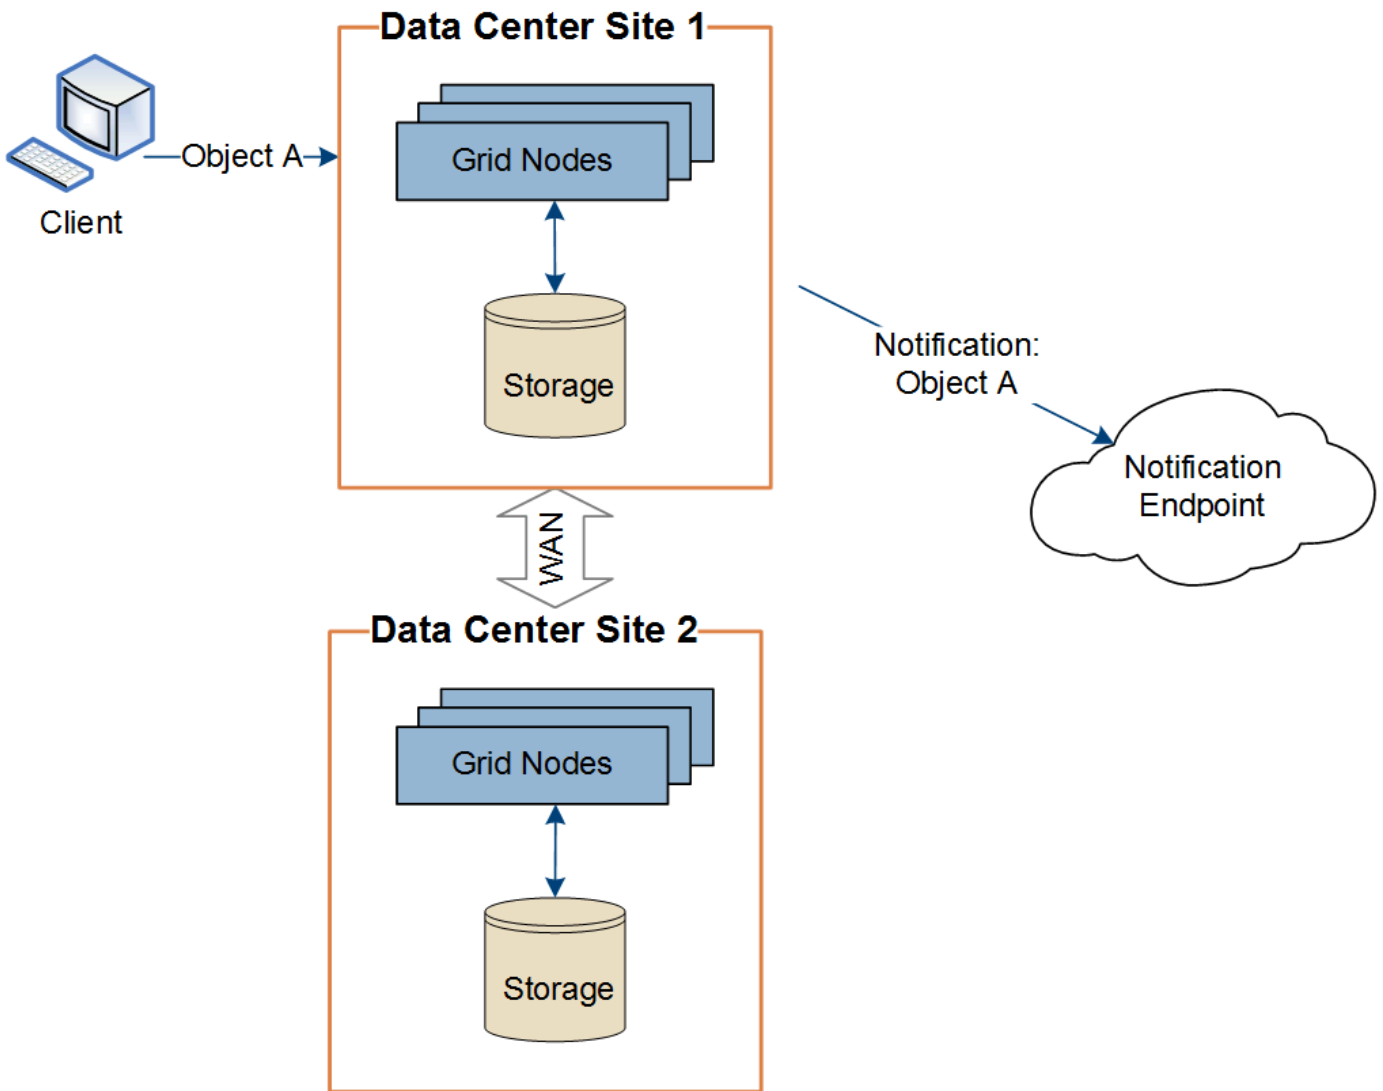 Data Center Site 1
Grid Nodes
Object A
Client
Storage
Notification:
Object A
Notification
Endpoint
WAN
Data Center Site 2
Grid Nodes
Storage